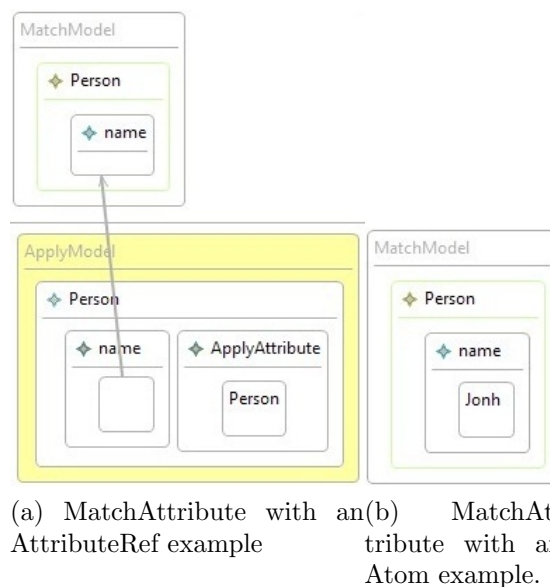 MatchModel
Person
name
ApplyModel
Person
name
ApplyAttribute
Person
MatchModel
Person
name
Jonh
(a) MatchAttribute with an
AttributeRef example
(b) MatchAt
tribute with a
Atom example.